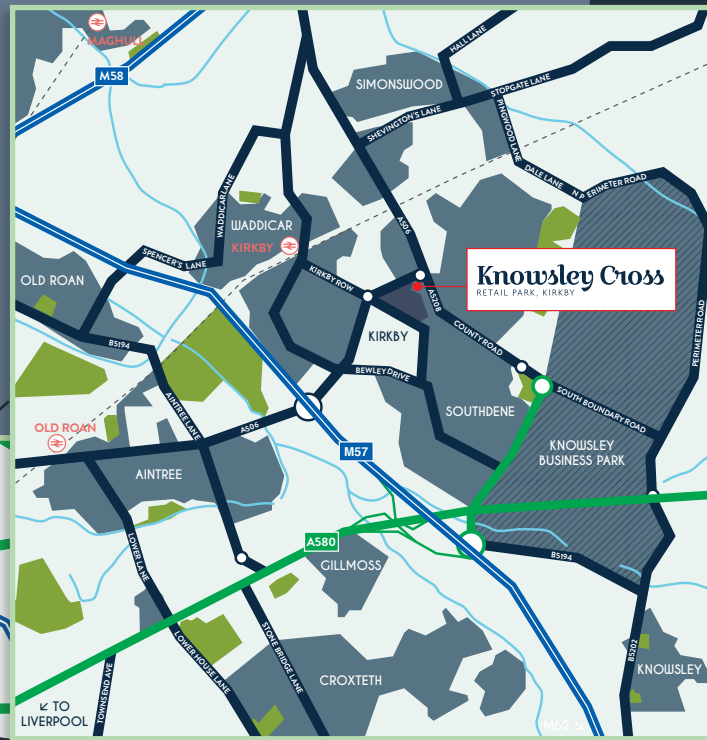 MAGHULL
M58
HALL LANE
SIMONSWOOD
STOPGATE LANE
SHEVINGTON'S LANE
PINGWOOD LANE
DALE LANE
N PERIMETER ROAD
WADDICAR LANE
WADDICAR
KIRKBY
A506
SPENCER'S LANE
OLD ROAN
KIRKBY ROW
A5208
Knowsley Cross
RETAIL PARK, KIRKBY
PERIMETER ROAD
B5194
KIRKBY
COUNTY ROAD
BEWLEY DRIVE
SOUTH BOUNDARY ROAD
AINTREE LANE
SOUTHDENE
OLD ROAN
A506
M57
KNOWSLEY
BUSINESS PARK
AINTREE
LOWER LANE
A580
GILLMOSS
B5194
LOWER HOUSE LANE
STONE BRIDGE LANE
CROXTETH
B5202
KNOWSLEY
TOWNSEND AVE
↙ TO
LIVERPOOL
M62 ↘